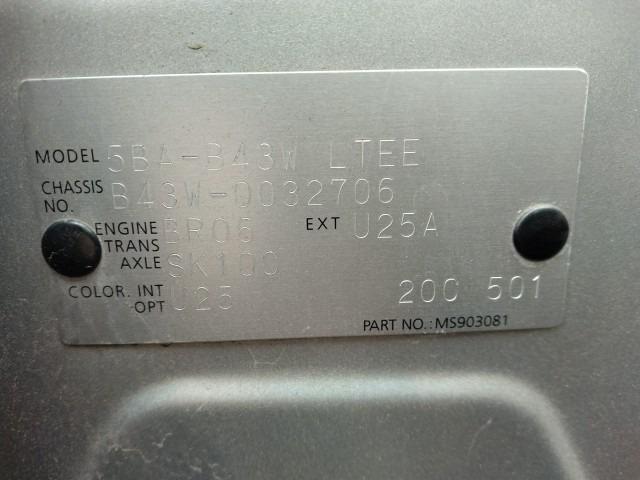 MODEL 5BA-B43W LTEE
CHASSIS NO. B43W-0032706
ENGINE BR06 EXT U25A
TRANS AXLE SK100
COLOR. INT U25 200 501
OPT
PART NO.: MS903081